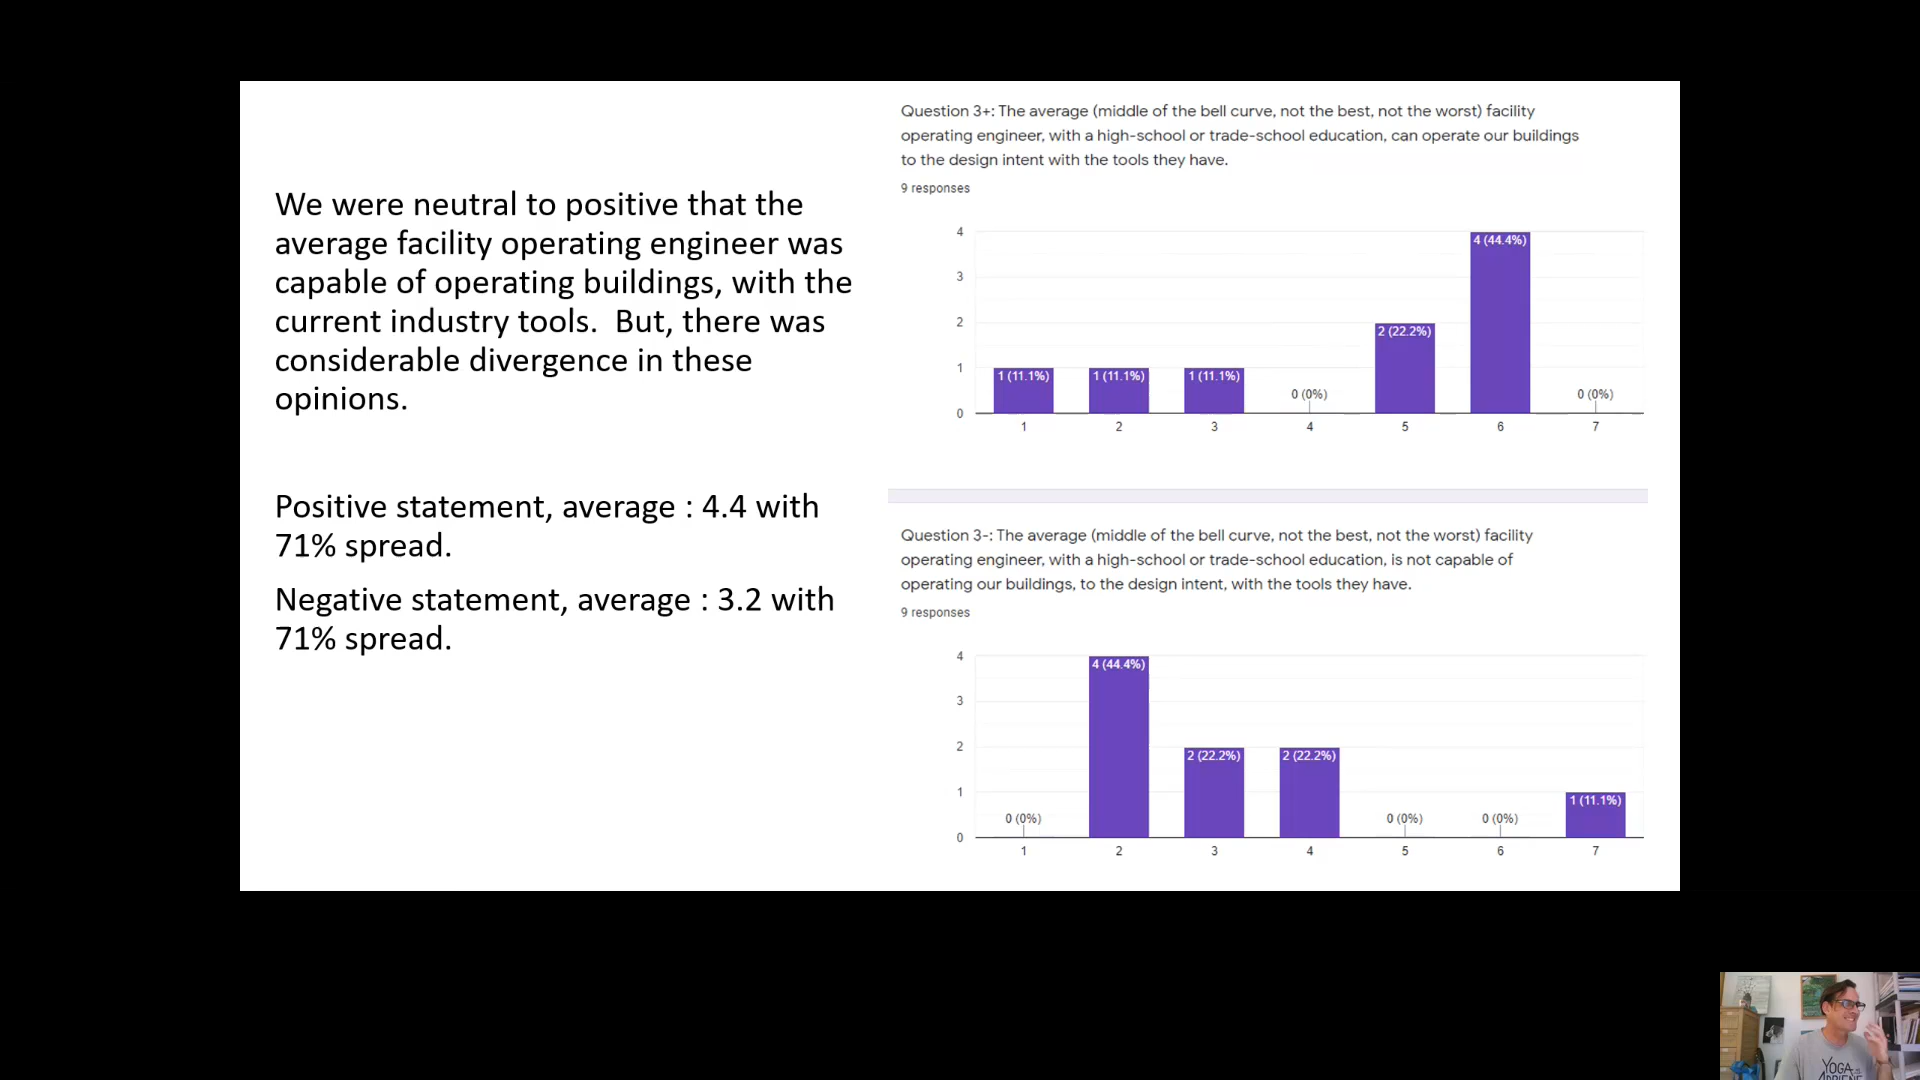 We were neutral to positive that the
average facility operating engineer was
capable of operating buildings, with the
current industry tools.  But, there was
considerable divergence in these
opinions.
Positive statement, average : 4.4 with
71% spread.
Negative statement, average : 3.2 with
71% spread.
Question 3+: The average (middle of the bell curve, not the best, not the worst) facility
operating engineer, with a high-school or trade-school education, can operate our buildings
to the design intent with the tools they have.
9 responses
4
3
2
1
0
1 (11.1%)
1 (11.1%)
1 (11.1%)
0 (0%)
2 (22.2%)
4 (44.4%)
0 (0%)
1 2 3 4 5 6 7
Question 3-: The average (middle of the bell curve, not the best, not the worst) facility
operating engineer, with a high-school or trade-school education, is not capable of
operating our buildings, to the design intent, with the tools they have.
9 responses
4
3
2
1
0
0 (0%)
4 (44.4%)
2 (22.2%)
2 (22.2%)
0 (0%)
0 (0%)
1 (11.1%)
1 2 3 4 5 6 7
YOGA